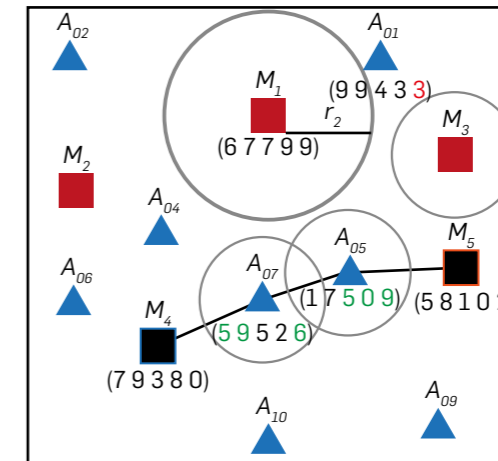 A02
A01
M1
(9 9 4 3 3)
r2
M3
(6 7 7 9 9)
M2
A04
A05
M5
A07
A06
(1 7 5 0 9)
(5 8 1 0
M4
(5 9 5 2 6)
(7 9 3 8 0)
A10
A09